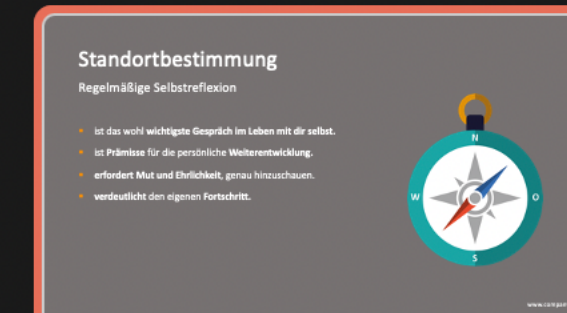 Standortbestimmung
Regelmäßige Selbstreflexion
ist das wohl wichtigste Gespräch im Leben mit dir selbst.
ist Prämisse für die persönliche Weiterentwicklung.
erfordert Mut und Ehrlichkeit, genau hinzuschauen.
verdeutlicht den eigenen Fortschritt.
N
W
O
S